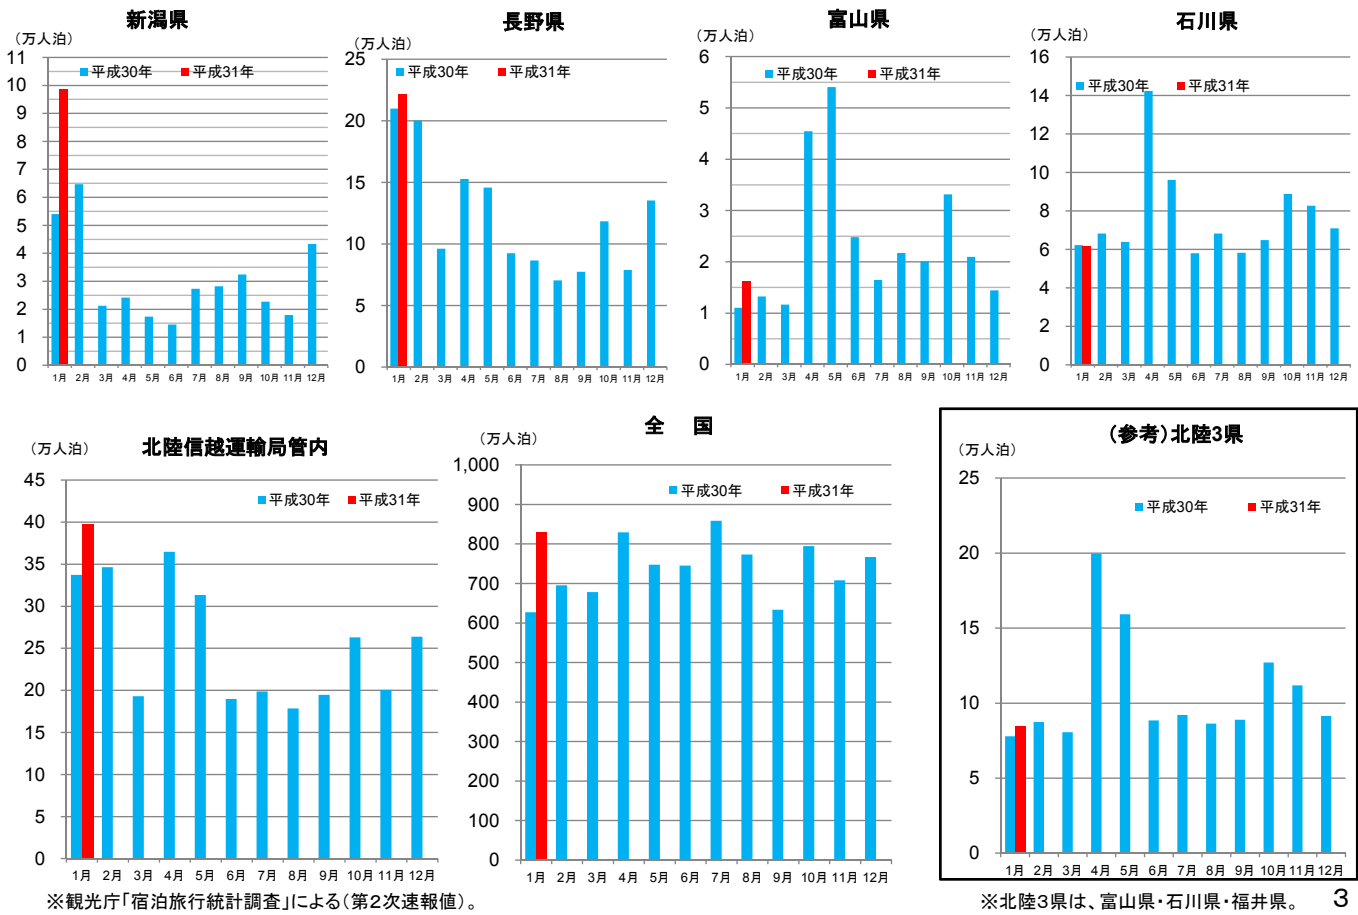 新潟県
(万人泊)
平成30年 平成31年
11
10
9
8
7
6
5
4
3
2
1
0
1月 2月 3月 4月 5月 6月 7月 8月 9月 10月 11月 12月
長野県
(万人泊)
平成30年 平成31年
25
20
15
10
5
0
1月 2月 3月 4月 5月 6月 7月 8月 9月 10月 11月 12月
富山県
(万人泊)
平成30年 平成31年
6
5
4
3
2
1
0
1月 2月 3月 4月 5月 6月 7月 8月 9月 10月 11月 12月
石川県
(万人泊)
平成30年 平成31年
16
14
12
10
8
6
4
2
0
1月 2月 3月 4月 5月 6月 7月 8月 9月 10月 11月 12月
北陸信越運輸局管内
(万人泊)
平成30年 平成31年
45
40
35
30
25
20
15
10
5
0
1月 2月 3月 4月 5月 6月 7月 8月 9月 10月 11月 12月
全 国
(万人泊)
平成30年 平成31年
1,000
900
800
700
600
500
400
300
200
100
0
1月 2月 3月 4月 5月 6月 7月 8月 9月 10月 11月 12月
(参考)北陸3県
(万人泊)
平成30年 平成31年
25
20
15
10
5
0
1月 2月 3月 4月 5月 6月 7月 8月 9月 10月 11月 12月
※観光庁「宿泊旅行統計調査」による(第2次速報値)。
※北陸3県は、富山県・石川県・福井県。
3